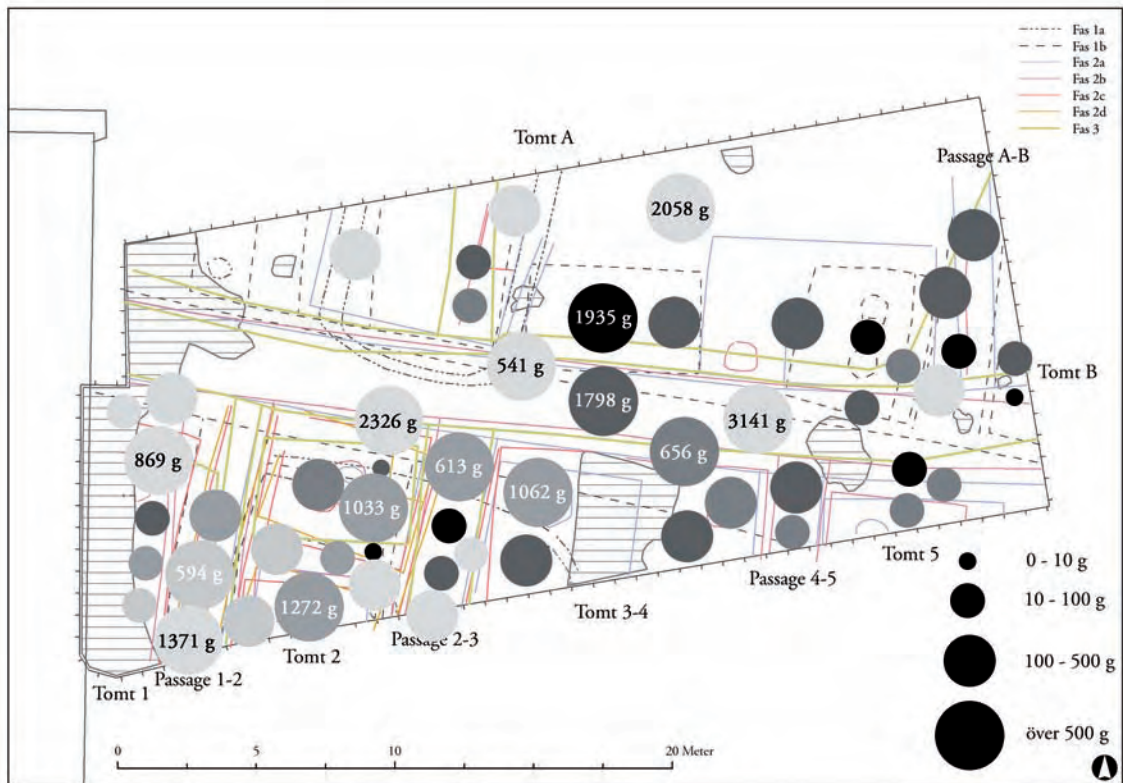 Fas 1a
Fas 1b
Fas 2a
Fas 2b
Fas 2c
Fas 2d
Fas 3
Tomt A
Passage A-B
2058 g
1935 g
541 g
Tomt B
1798 g
2326 g
3141 g
656 g
613 g
869 g
1062 g
1033 g
594 g
1272 g
1371 g
Tomt 5
Passage 4-5
Tomt 3-4
Passage 2-3
Tomt 2
Passage 1-2
Tomt 1
0 - 10 g
10 - 100 g
100 - 500 g
över 500 g
0 5 10 20 Meter